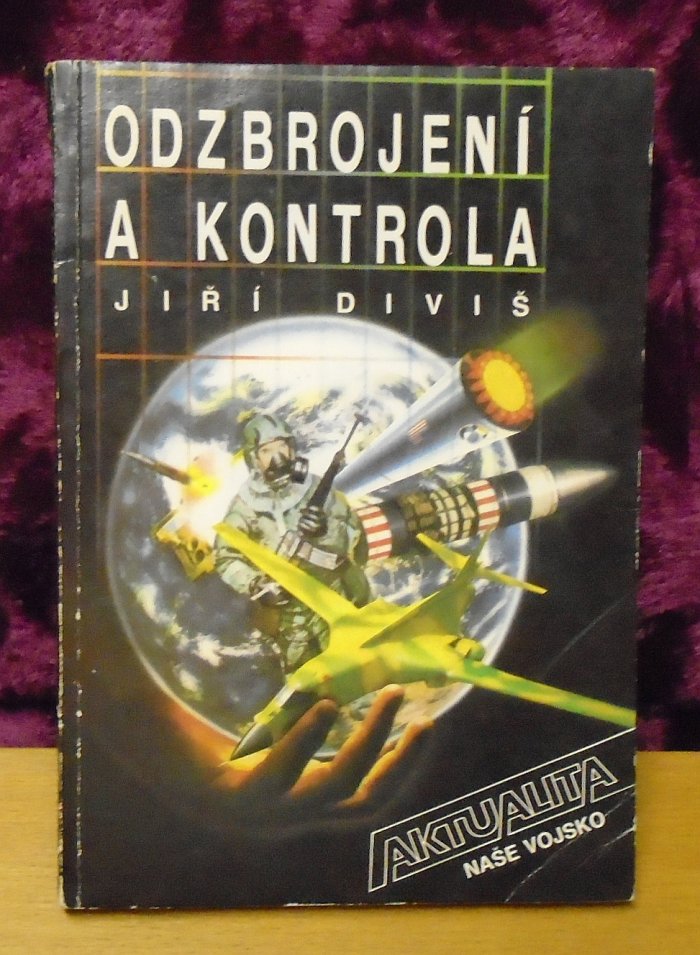 ODZBROJENÍ
A KONTROLA
JIŘÍ DIVIŠ
AKTUALITA
NAŠE VOJSKO